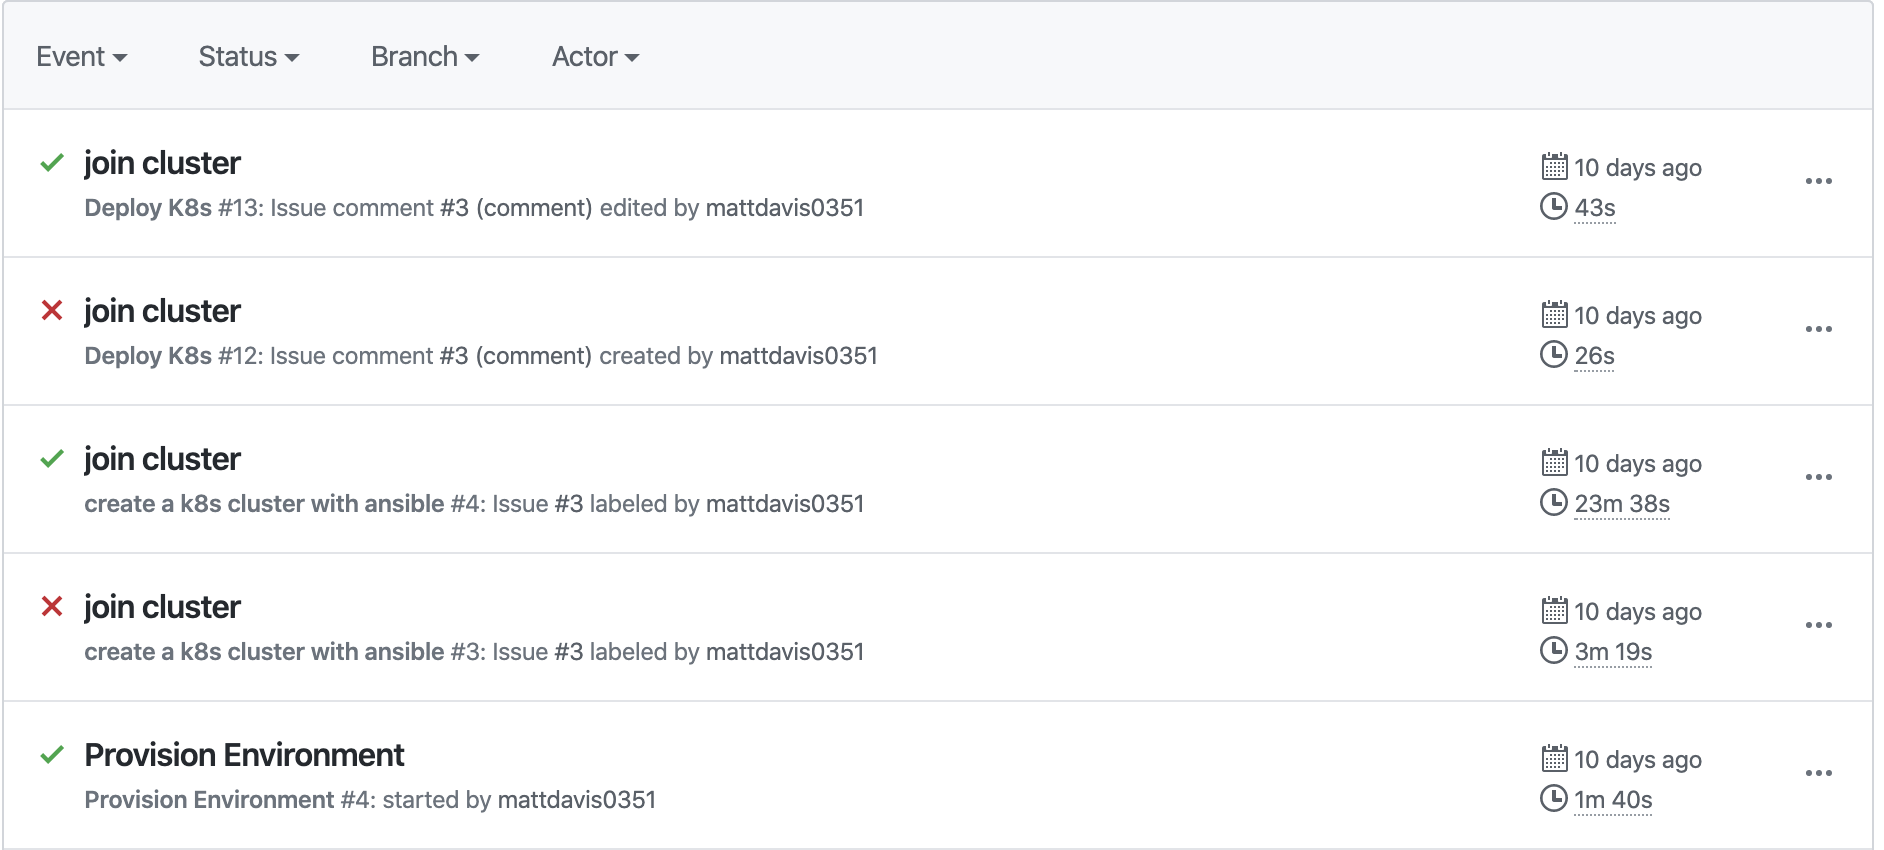 Event Status Branch Actor
join cluster
10 days ago
Deploy K8s #13: Issue comment #3 (comment) edited by mattdavis0351
43s
join cluster
10 days ago
Deploy K8s #12: Issue comment #3 (comment) created by mattdavis0351
26s
join cluster
10 days ago
create a k8s cluster with ansible #4: Issue #3 labeled by mattdavis0351
23m 38s
join cluster
10 days ago
create a k8s cluster with ansible #3: Issue #3 labeled by mattdavis0351
3m 19s
Provision Environment
10 days ago
Provision Environment #4: started by mattdavis0351
1m 40s